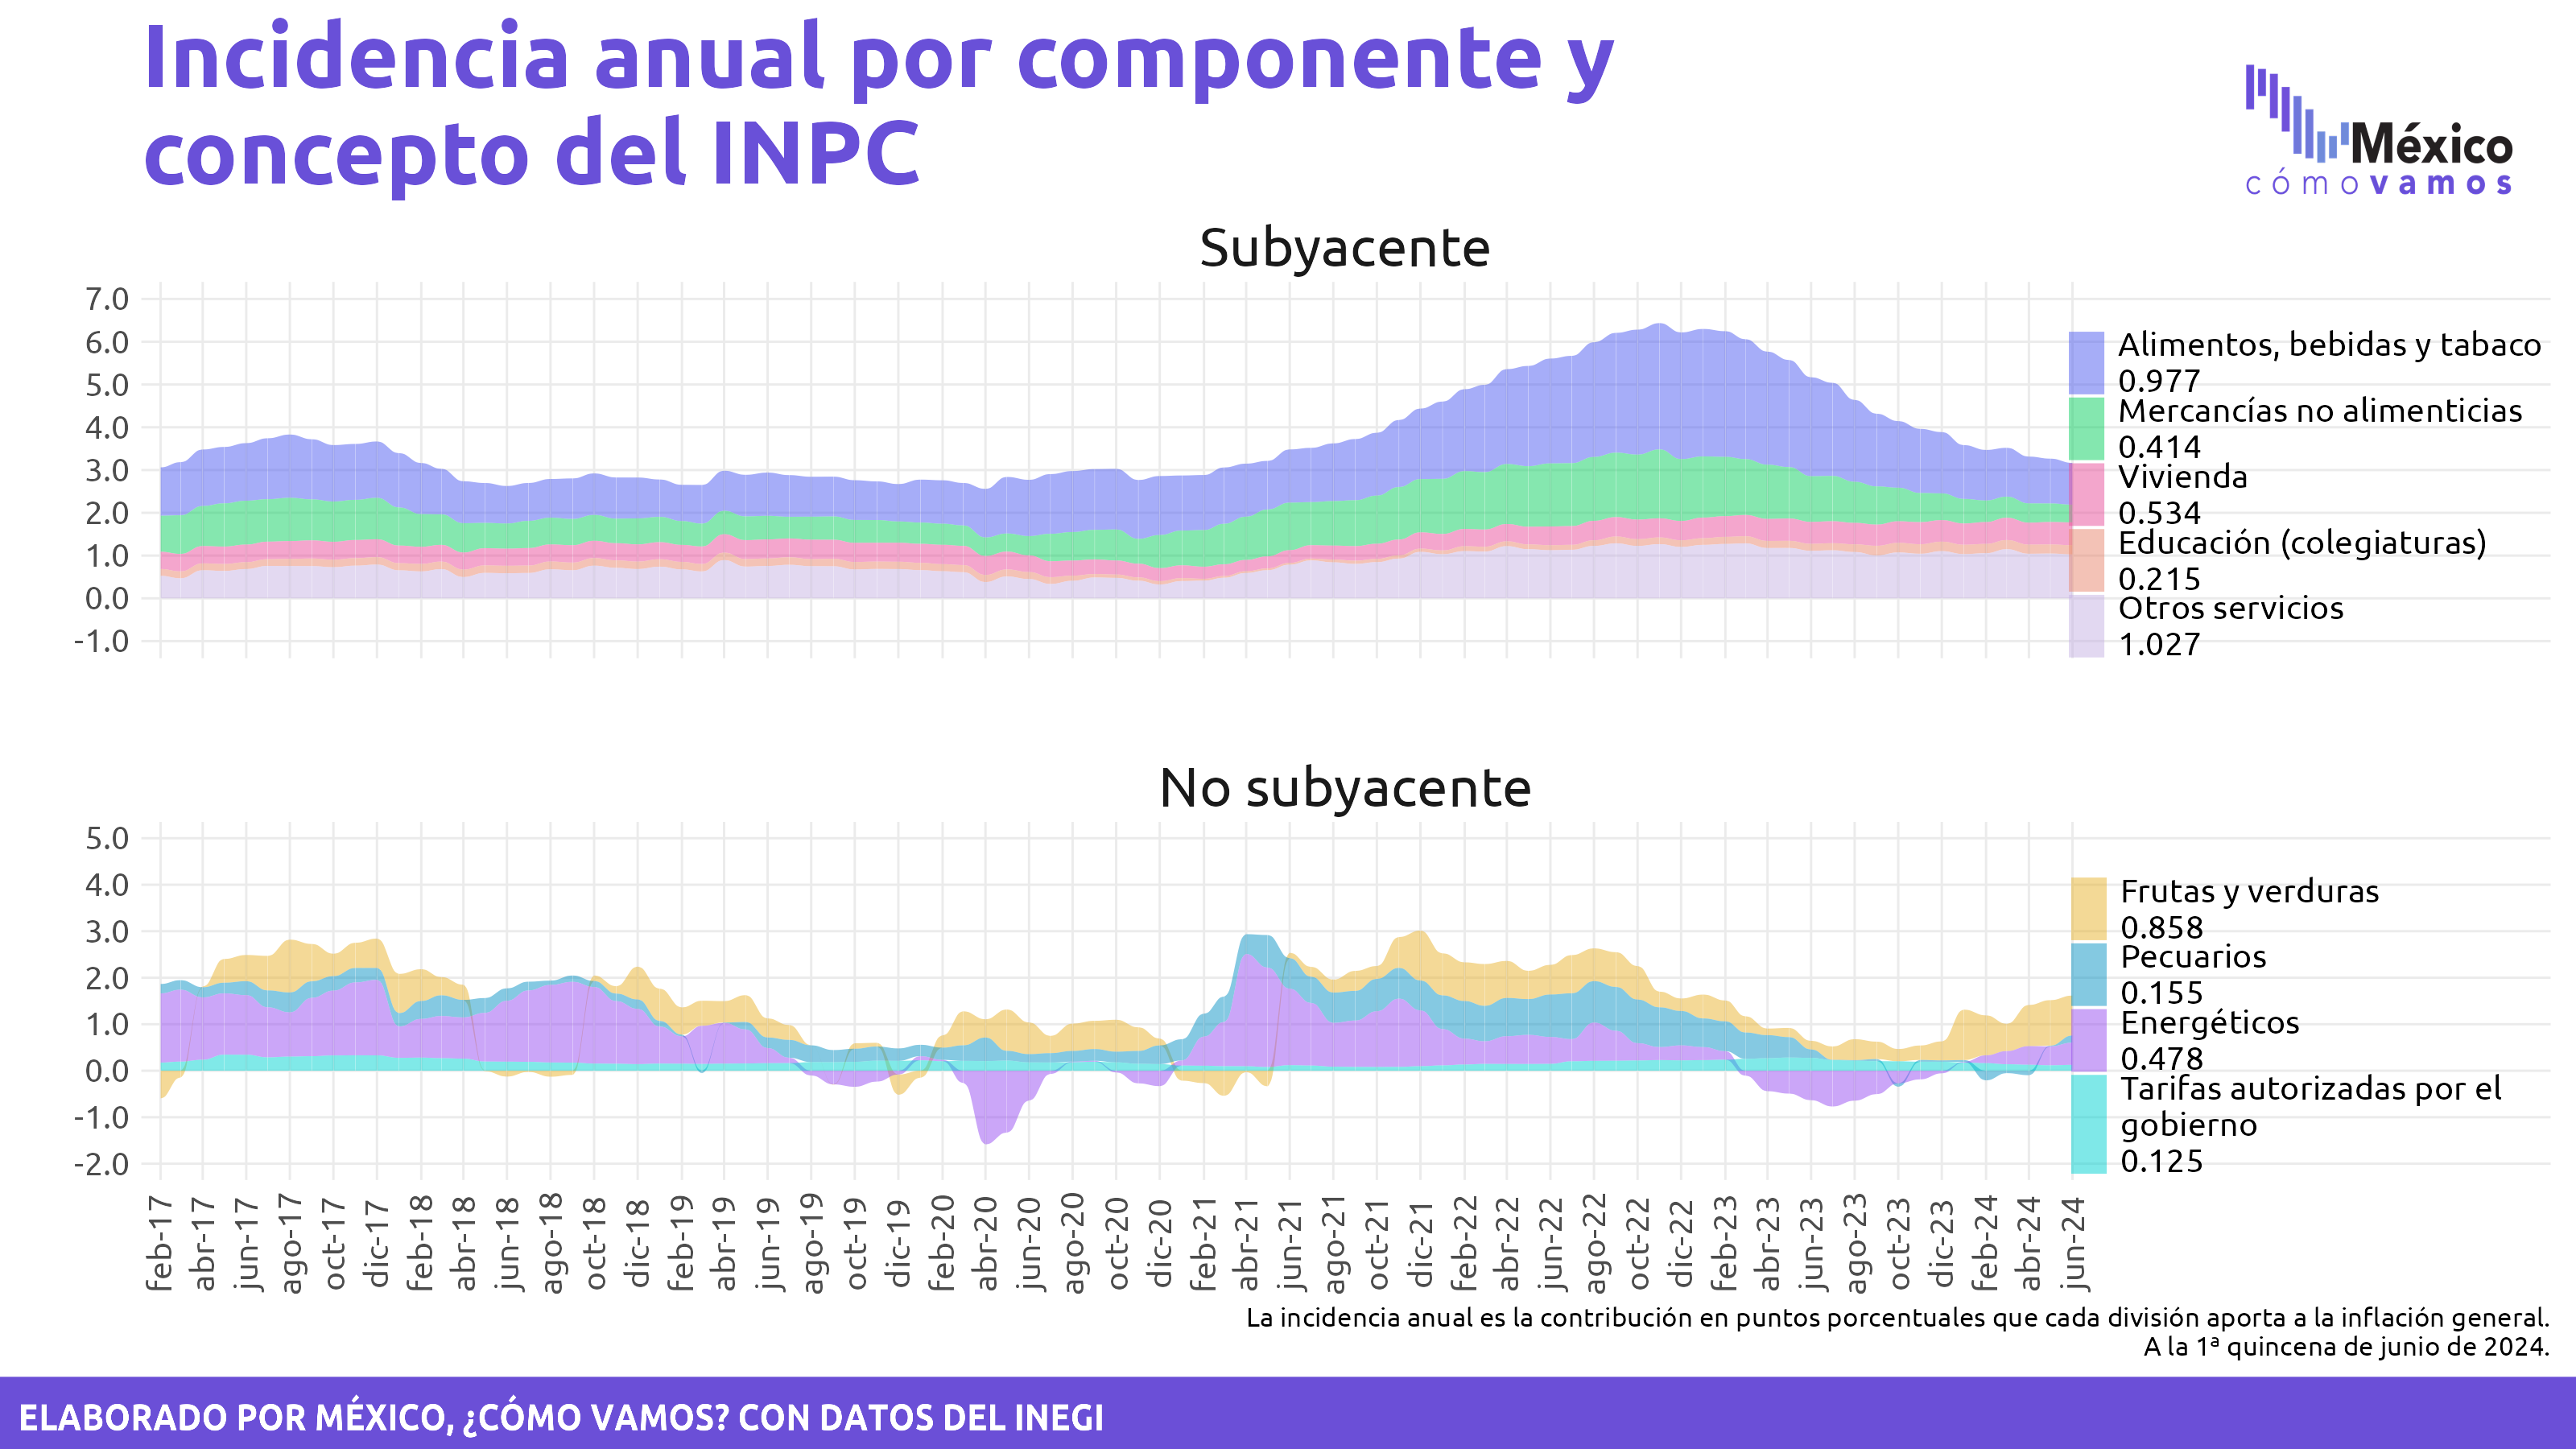 Incidencia anual por componente y
concepto del INPC
México
cómovamos
Subyacente
7.0
6.0
5.0
4.0
3.0
2.0
1.0
0.0
-1.0
Alimentos, bebidas y tabaco
0.977
Mercancías no alimenticias
0.414
Vivienda
0.534
Educación (colegiaturas)
0.215
Otros servicios
1.027
No subyacente
5.0
4.0
3.0
2.0
1.0
0.0
-1.0
-2.0
Frutas y verduras
0.858
Pecuarios
0.155
Energéticos
0.478
Tarifas autorizadas por el
gobierno
0.125
feb-17
abr-17
jun-17
ago-17
oct-17
dic-17
feb-18
abr-18
jun-18
ago-18
oct-18
dic-18
feb-19
abr-19
jun-19
ago-19
oct-19
dic-19
feb-20
abr-20
jun-20
ago-20
oct-20
dic-20
feb-21
abr-21
jun-21
ago-21
oct-21
dic-21
feb-22
abr-22
jun-22
ago-22
oct-22
dic-22
feb-23
abr-23
jun-23
ago-23
oct-23
dic-23
feb-24
abr-24
jun-24
La incidencia anual es la contribución en puntos porcentuales que cada división aporta a la inflación general.
A la 1ª quincena de junio de 2024.
ELABORADO POR MÉXICO, ¿CÓMO VAMOS? CON DATOS DEL INEGI